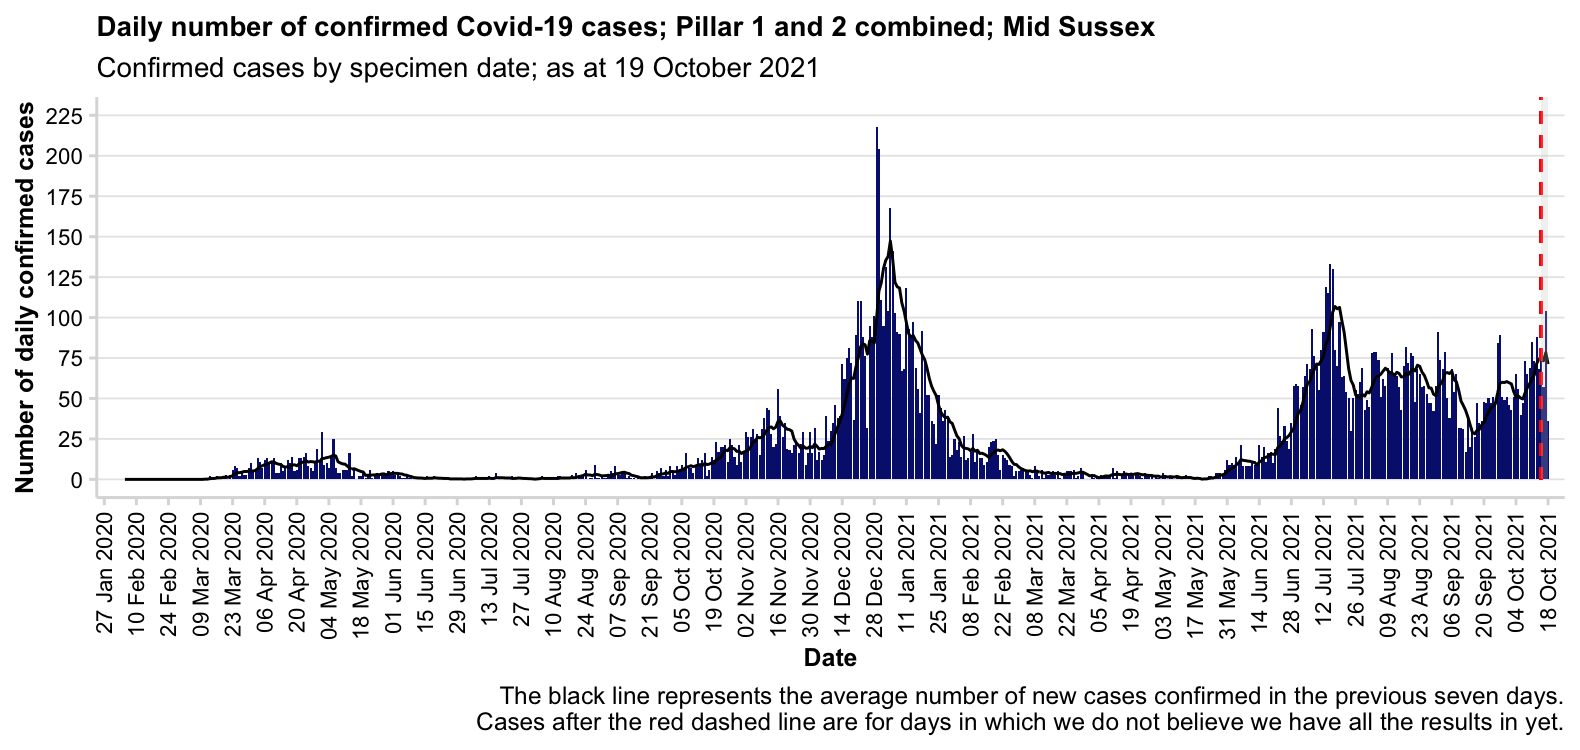 Daily number of confirmed Covid-19 cases; Pillar 1 and 2 combined; Mid Sussex
Confirmed cases by specimen date; as at 19 October 2021
Number of daily confirmed cases
225
200
175
150
125
100
75
50
25
0
27 Jan 2020
10 Feb 2020
24 Feb 2020
09 Mar 2020
23 Mar 2020
06 Apr 2020
20 Apr 2020
04 May 2020
18 May 2020
01 Jun 2020
15 Jun 2020
29 Jun 2020
13 Jul 2020
27 Jul 2020
10 Aug 2020
24 Aug 2020
07 Sep 2020
21 Sep 2020
05 Oct 2020
19 Oct 2020
02 Nov 2020
16 Nov 2020
30 Nov 2020
14 Dec 2020
28 Dec 2020
11 Jan 2021
25 Jan 2021
08 Feb 2021
22 Feb 2021
08 Mar 2021
22 Mar 2021
05 Apr 2021
19 Apr 2021
03 May 2021
17 May 2021
31 May 2021
14 Jun 2021
28 Jun 2021
12 Jul 2021
26 Jul 2021
09 Aug 2021
23 Aug 2021
06 Sep 2021
20 Sep 2021
04 Oct 2021
18 Oct 2021
Date
The black line represents the average number of new cases confirmed in the previous seven days.
Cases after the red dashed line are for days in which we do not believe we have all the results in yet.